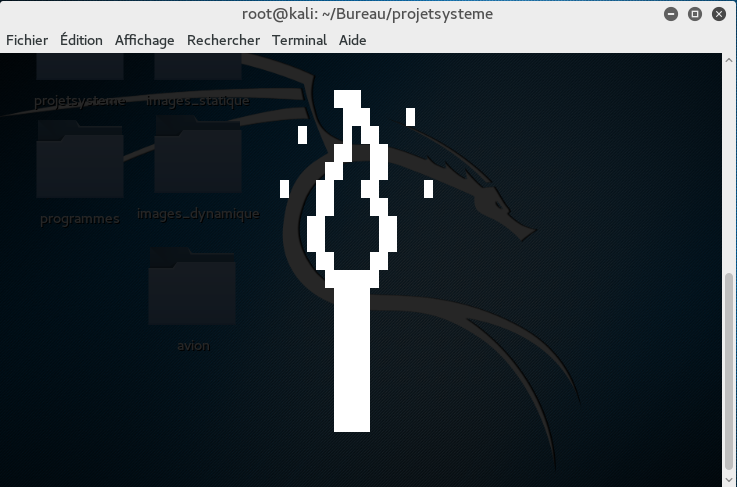 root@kali: ~/Bureau/projetsysteme
Fichier Édition Affichage Rechercher Terminal Aide
projetsysteme images_statique
programmes images_dynamique
avion